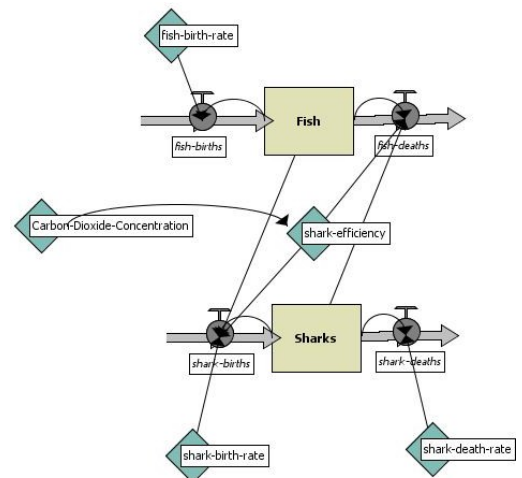 fish-birth-rate
Fish
fish-births
fish-deaths
Carbon-Dioxide-Concentration
shark-efficiency
Sharks
shark-births
shark-deaths
shark-birth-rate
shark-death-rate